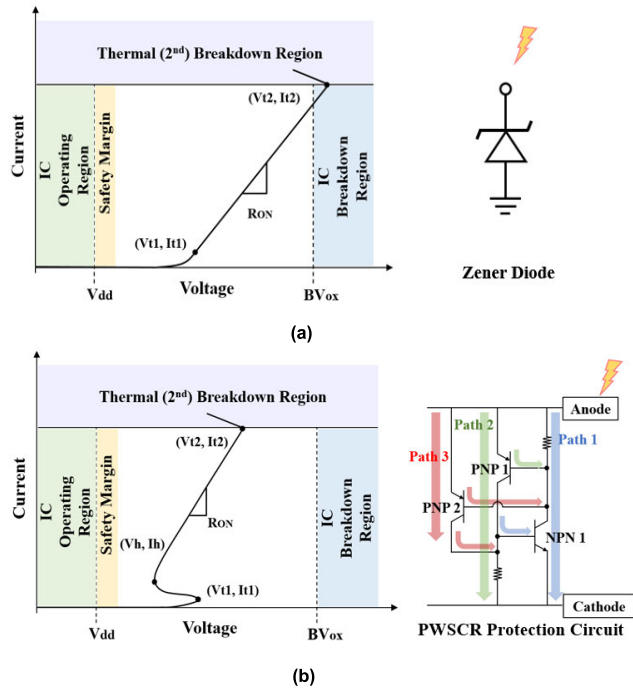 Thermal (2nd) Breakdown Region
(Vt2, It2)
Current
IC
Operating
Region
Safety Margin
IC
Breakdown
Region
RON
(Vt1, It1)
Vdd
Voltage
BVox
Zener Diode
(a)
Thermal (2nd) Breakdown Region
(Vt2, It2)
Current
IC
Operating
Region
Safety Margin
IC
Breakdown
Region
RON
(Vh, Ih)
(Vt1, It1)
Vdd
Voltage
BVox
Anode
Path 2
Path 1
Path 3
PNP 1
PNP 2
NPN 1
Cathode
PWSCR Protection Circuit
(b)